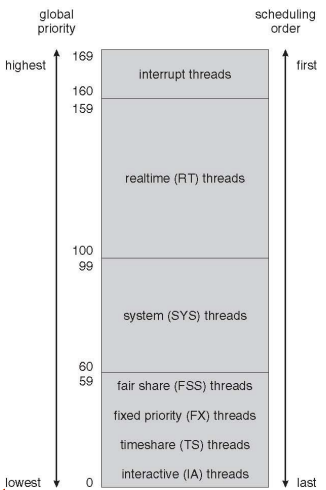 global
priority
scheduling
order
highest
169
interrupt threads
first
160
159
realtime (RT) threads
100
99
system (SYS) threads
60
59
fair share (FSS) threads
fixed priority (FX) threads
timeshare (TS) threads
lowest
0
interactive (IA) threads
last